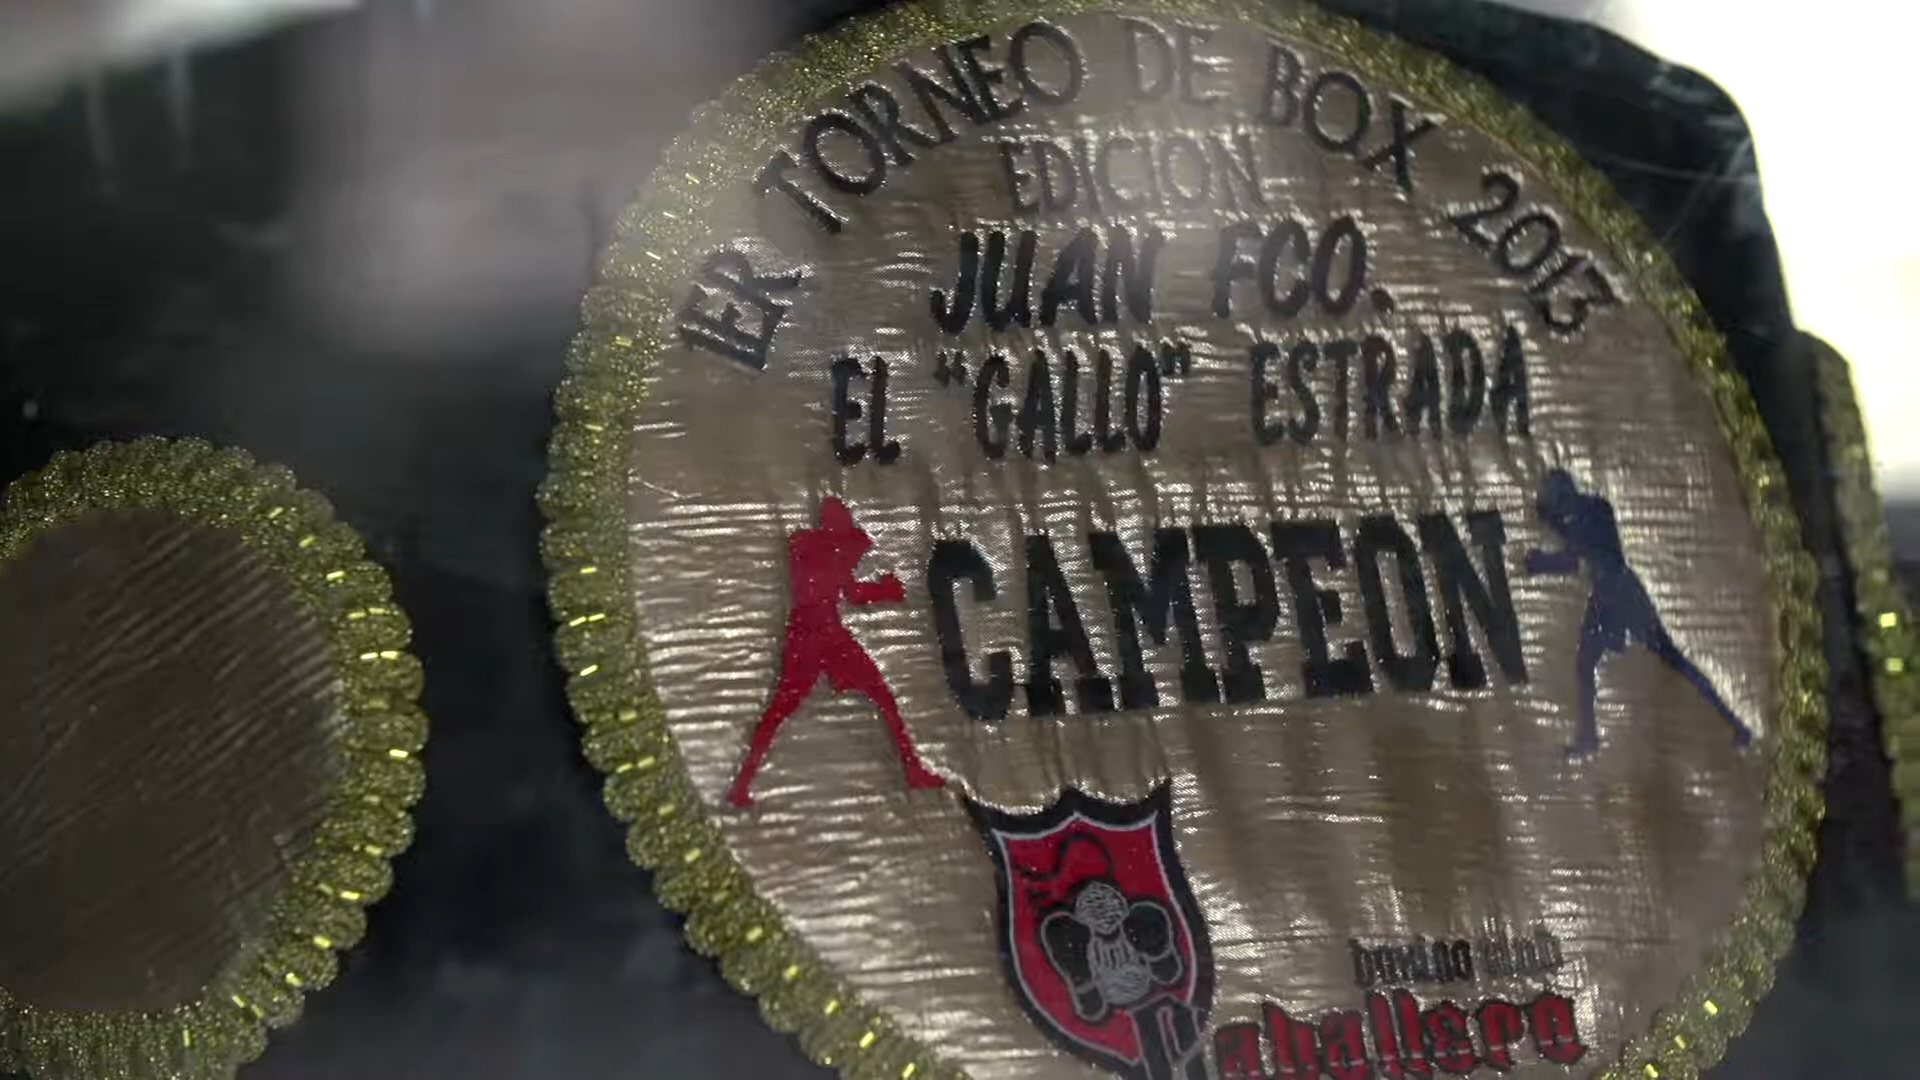 1ER TORNEO DE BOX 2013
EDICION
JUAN FCO.
EL "GALLO" ESTRADA
CAMPEON